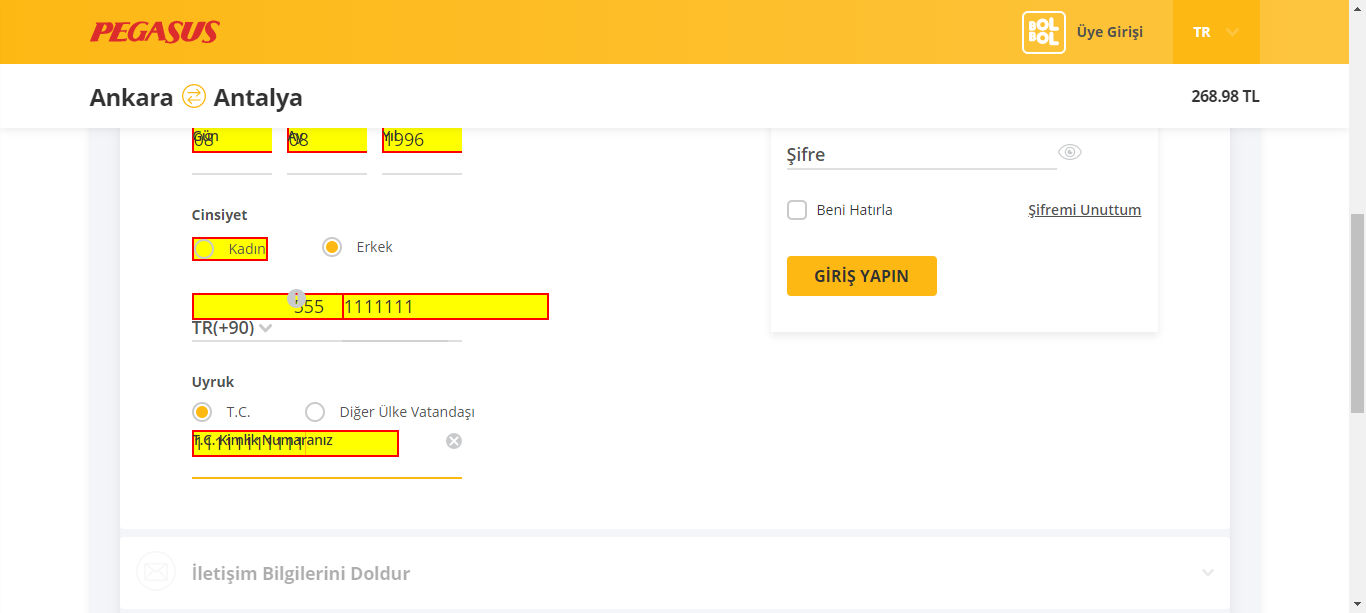 PEGASUS
BOL BOL
Üye Girişi
TR
Ankara Antalya
268.98 TL
Gün
08
Ay
08
Yıl
1996
Cinsiyet
Kadın
Erkek
555
1111111
TR(+90)
Uyruk
T.C.
Diğer Ülke Vatandaşı
T.C. Kimlik Numaranız
11111111111
Şifre
Beni Hatırla
Şifremi Unuttum
GİRİŞ YAPIN
İletişim Bilgilerini Doldur